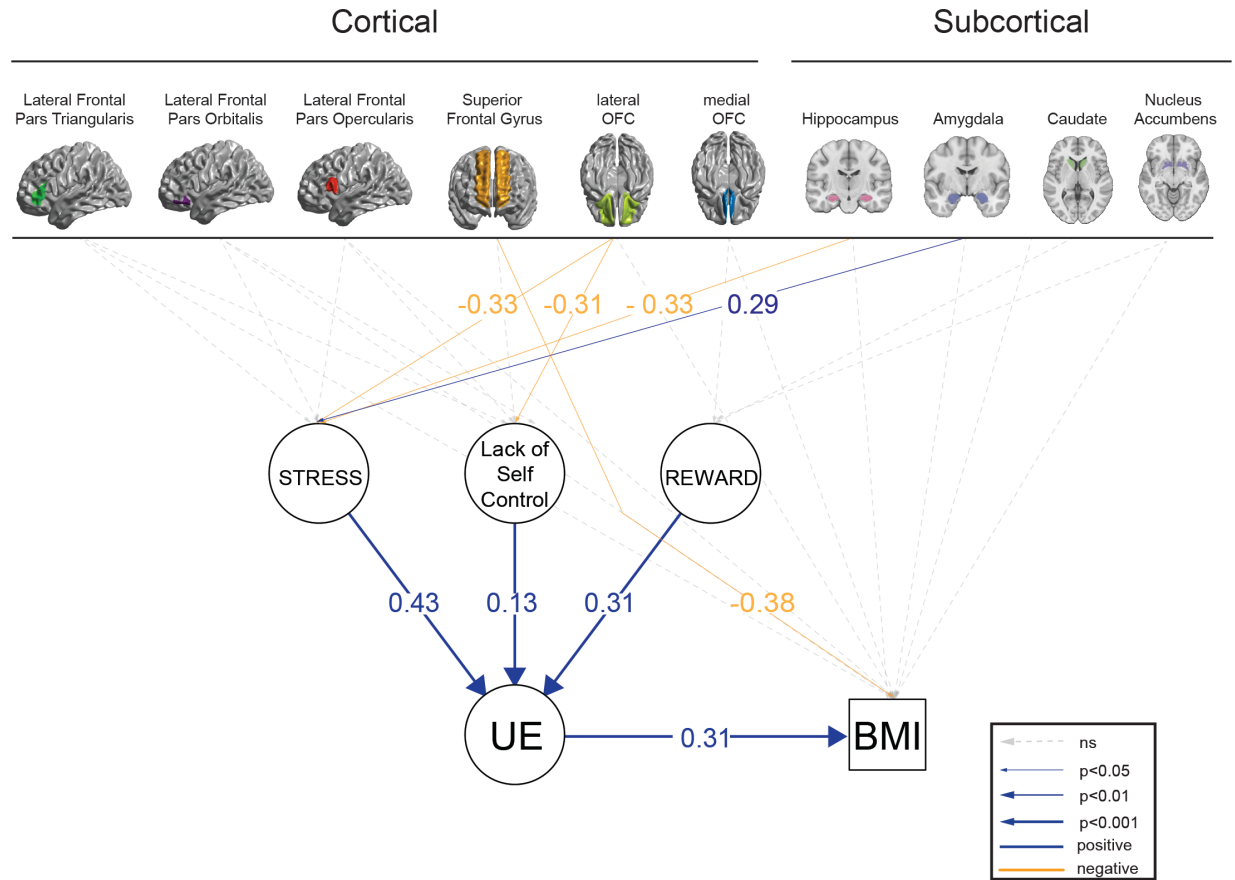 Cortical
Subcortical
Lateral Frontal
Pars Triangularis
Lateral Frontal
Pars Orbitalis
Lateral Frontal
Pars Opercularis
Superior
Frontal Gyrus
lateral
OFC
medial
OFC
Hippocampus
Amygdala
Caudate
Nucleus
Accumbens
-0.33
-0.31
- 0.33
0.29
STRESS
Lack of
Self
Control
REWARD
0.43
0.13
0.31
-0.38
UE
0.31
BMI
ns
p<0.05
p<0.01
p<0.001
positive
negative